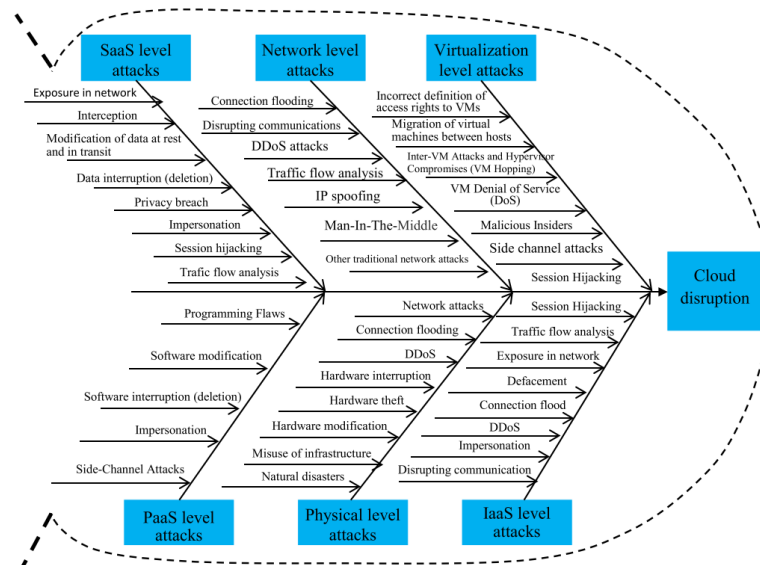 SaaS level
attacks
Exposure in network
Interception
Modification of data at rest
and in transit
Data interruption (deletion)
Privacy breach
Impersonation
Session hijacking
Trafic flow analysis
Network level
attacks
Connection flooding
Disrupting communications
DDoS attacks
Traffic flow analysis
IP spoofing
Man-In-The-Middle
Other traditional network attacks
Virtualization
level attacks
Incorrect definition of
access rights to VMs
Migration of virtual
machines between hosts
Inter-VM Attacks and Hypervisor
Compromises (VM Hopping)
VM Denial of Service
(DoS)
Malicious Insiders
Side channel attacks
Session Hijacking
Cloud
disruption
Programming Flaws
Software modification
Software interruption (deletion)
Impersonation
Side-Channel Attacks
PaaS level
attacks
Network attacks
Connection flooding
DDoS
Hardware interruption
Hardware theft
Hardware modification
Misuse of infrastructure
Natural disasters
Physical level
attacks
Session Hijacking
Traffic flow analysis
Exposure in network
Defacement
Connection flood
DDoS
Impersonation
Disrupting communication
IaaS level
attacks